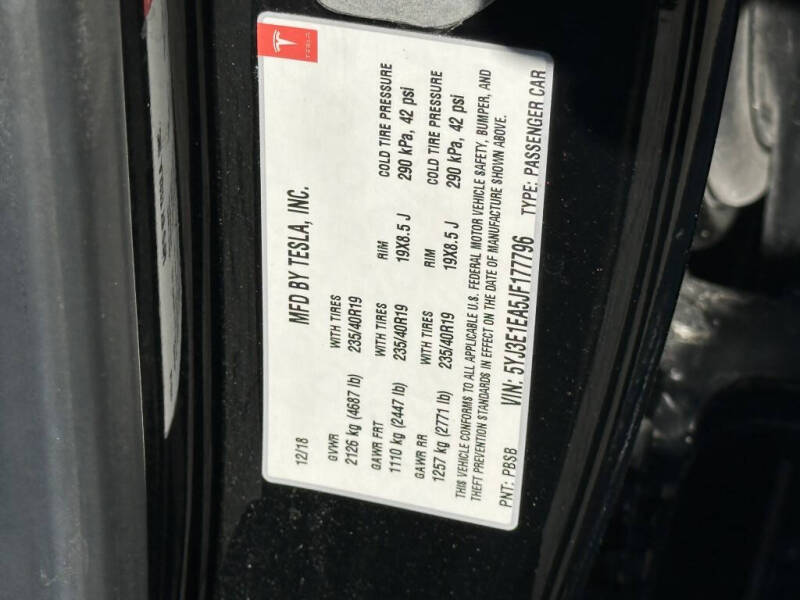 TESLA
MFD BY TESLA, INC.
12/18
GVWR WITH TIRES RIM COLD TIRE PRESSURE
2126 kg (4687 lb) 235/40R19 19X8.5 J 290 kPa, 42 psi
GAWR FRT WITH TIRES RIM COLD TIRE PRESSURE
1110 kg (2447 lb) 235/40R19 19X8.5 J 290 kPa, 42 psi
GAWR RR WITH TIRES
1257 kg (2771 lb) 235/40R19
THIS VEHICLE CONFORMS TO ALL APPLICABLE U.S. FEDERAL MOTOR VEHICLE SAFETY, BUMPER, AND
THEFT PREVENTION STANDARDS IN EFFECT ON THE DATE OF MANUFACTURE SHOWN ABOVE.
PNT: PBSB VIN: 5YJ3E1EA5JF177796 TYPE: PASSENGER CAR